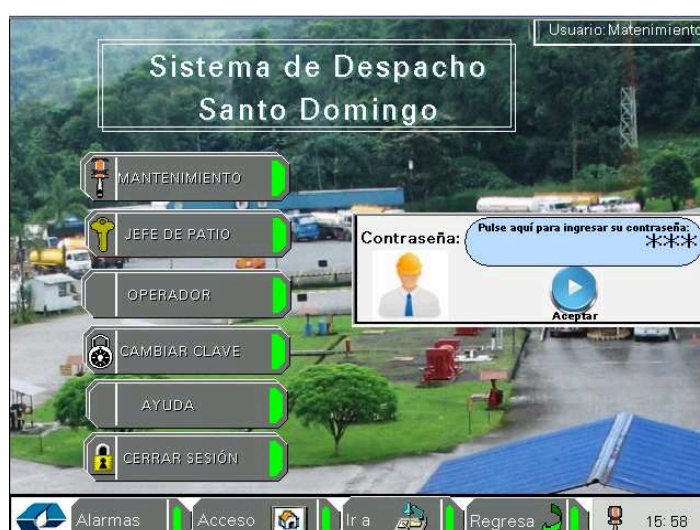 Usuario:Matenimiento
Sistema de Despacho
Santo Domingo
MANTENIMIENTO
JEFE DE PATIO
OPERADOR
CAMBIAR CLAVE
AYUDA
CERRAR SESIÓN
Contraseña:
Pulse aquí para ingresar su contraseña:
***
Aceptar
Alarmas
Acceso
Ir a
Regresa
15:58